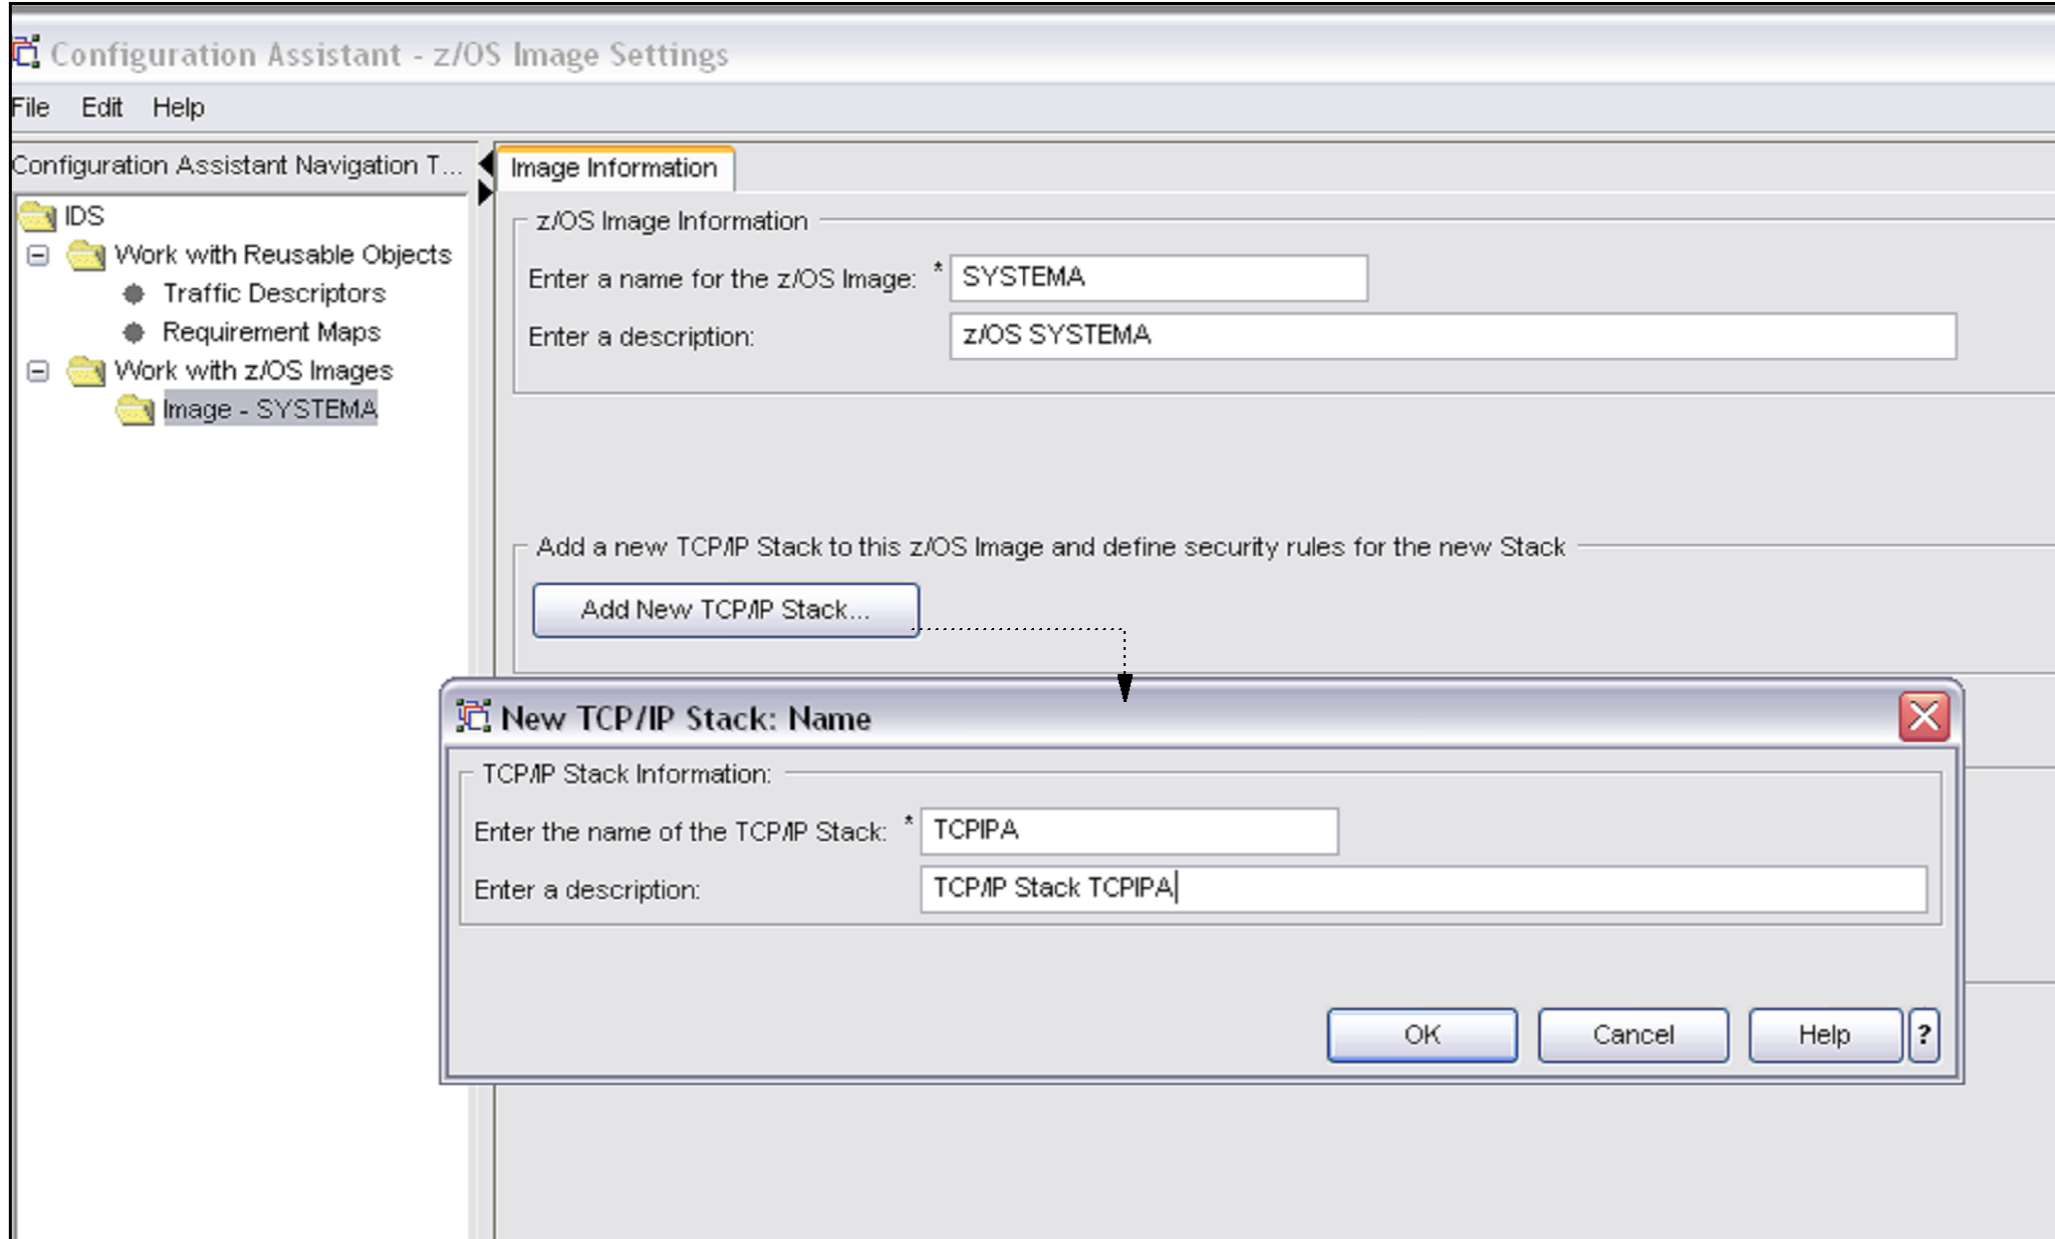 Configuration Assistant - z/OS Image Settings
File Edit Help
Configuration Assistant Navigation T...
IDS
Work with Reusable Objects
Traffic Descriptors
Requirement Maps
Work with z/OS Images
Image - SYSTEMA
Image Information
z/OS Image Information
Enter a name for the z/OS Image: * SYSTEMA
Enter a description: z/OS SYSTEMA
Add a new TCP/IP Stack to this z/OS Image and define security rules for the new Stack
Add New TCP/IP Stack...
New TCP/IP Stack: Name
TCP/IP Stack Information:
Enter the name of the TCP/IP Stack: * TCPIPA
Enter a description: TCP/IP Stack TCPIPA
OK Cancel Help ?